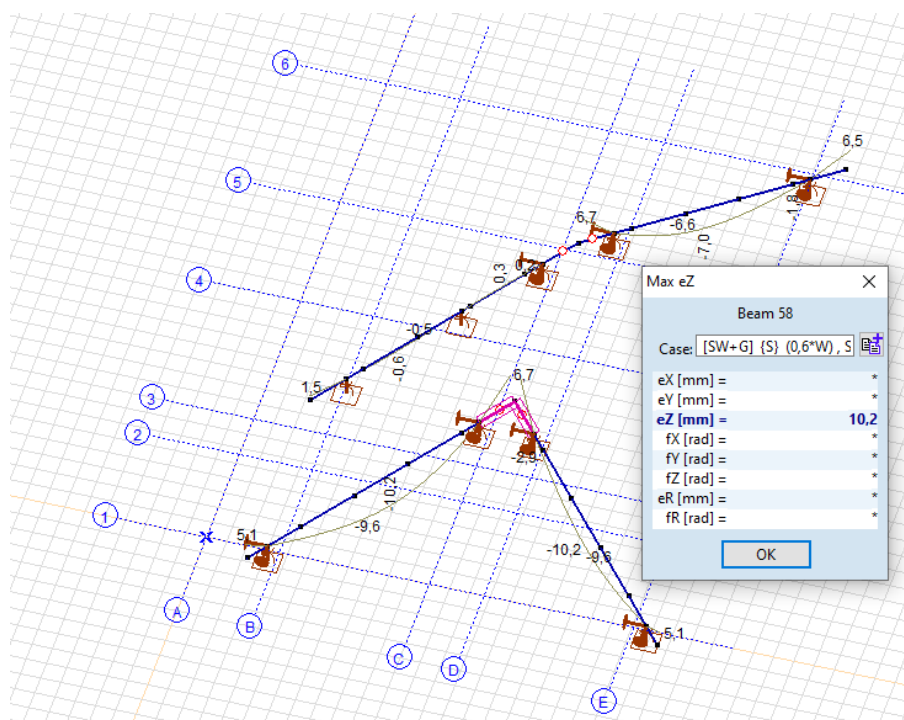 6
6,5
5
6,7
-1,8
-6,6
-7,0
0,3
4
-0,5
-0,6
1,5
6,7
3
2
-2,9
-10,2
1
5,1
-9,6
-10,2
-9,6
5,1
A
B
C
D
E
Max eZ
Beam 58
Case: [SW+G] {S} (0,6*W) , S
eX [mm] = *
eY [mm] = *
eZ [mm] = 10,2
fX [rad] = *
fY [rad] = *
fZ [rad] = *
eR [mm] = *
fR [rad] = *
OK